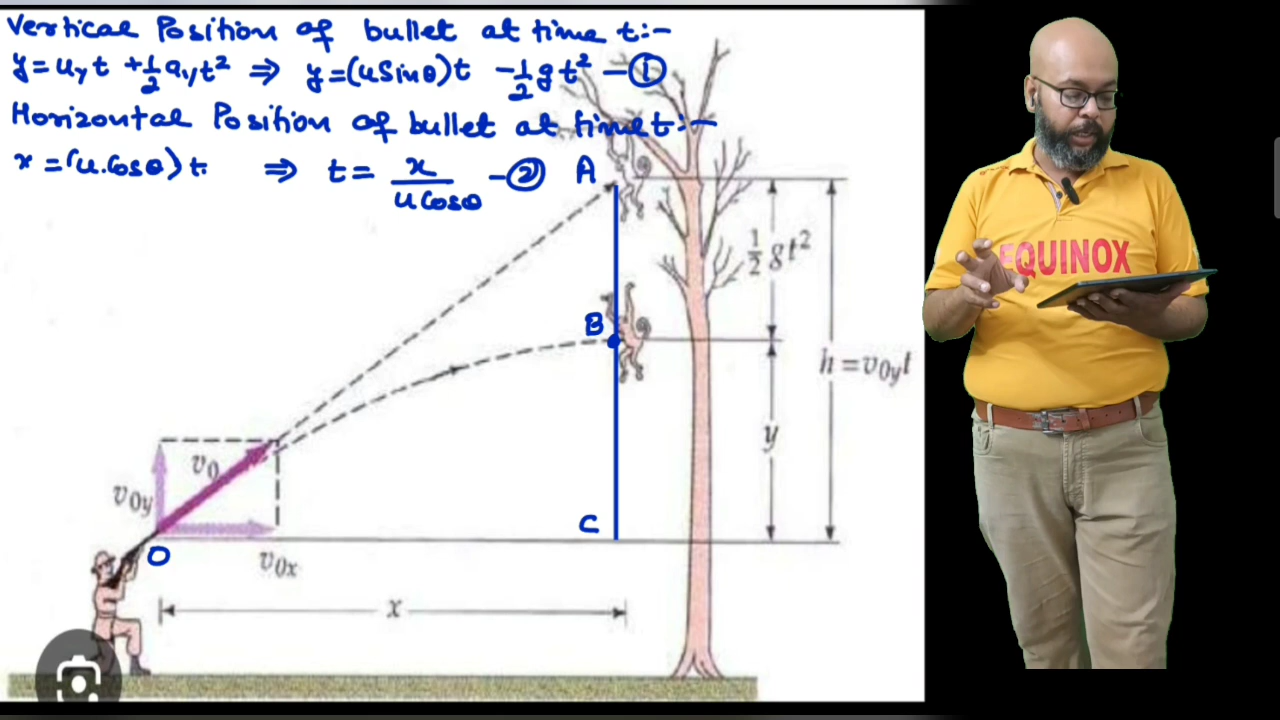 Vertical Position of bullet at time t:-
y = uyt + 1/2 ayt² ⇒ y = (u Sinθ)t - 1/2 gt² - ①
Horizontal Position of bullet at time t:-
x = (u.Cosθ)t. ⇒ t = x / u Cosθ - ②
A
EQUINOX
1/2 gt²
B
h = v0yt
y
v0
v0y
C
O
v0x
x